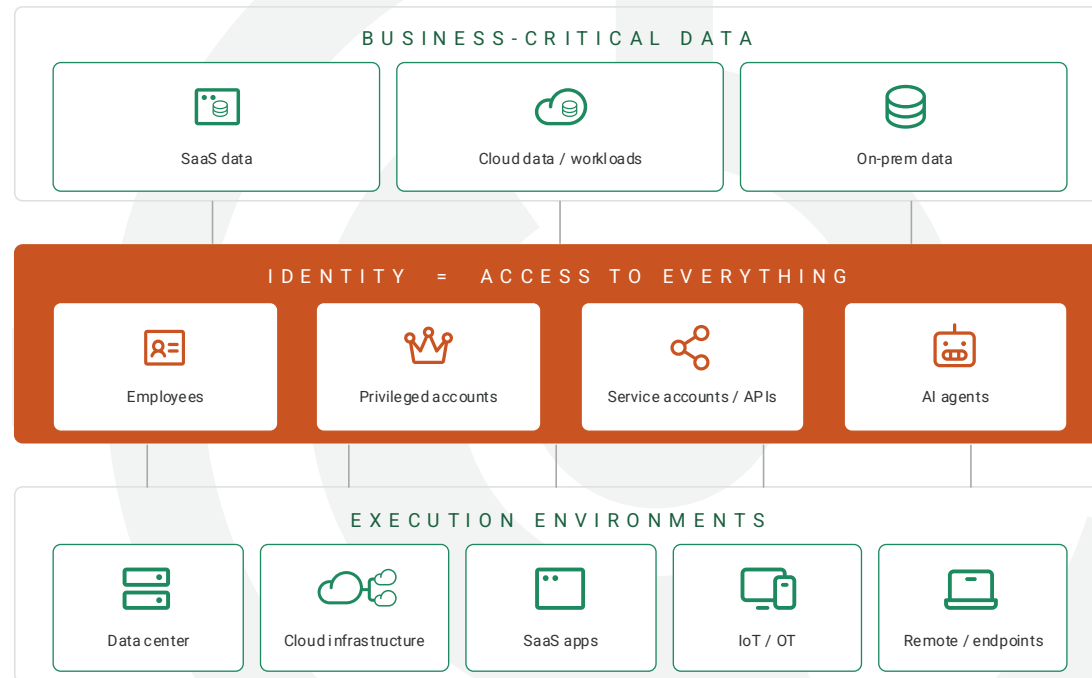 BUSINESS-CRITICAL DATA
SaaS data
Cloud data / workloads
On-prem data
IDENTITY = ACCESS TO EVERYTHING
Employees
Privileged accounts
Service accounts / APIs
AI agents
EXECUTION ENVIRONMENTS
Data center
Cloud infrastructure
SaaS apps
IoT / OT
Remote / endpoints